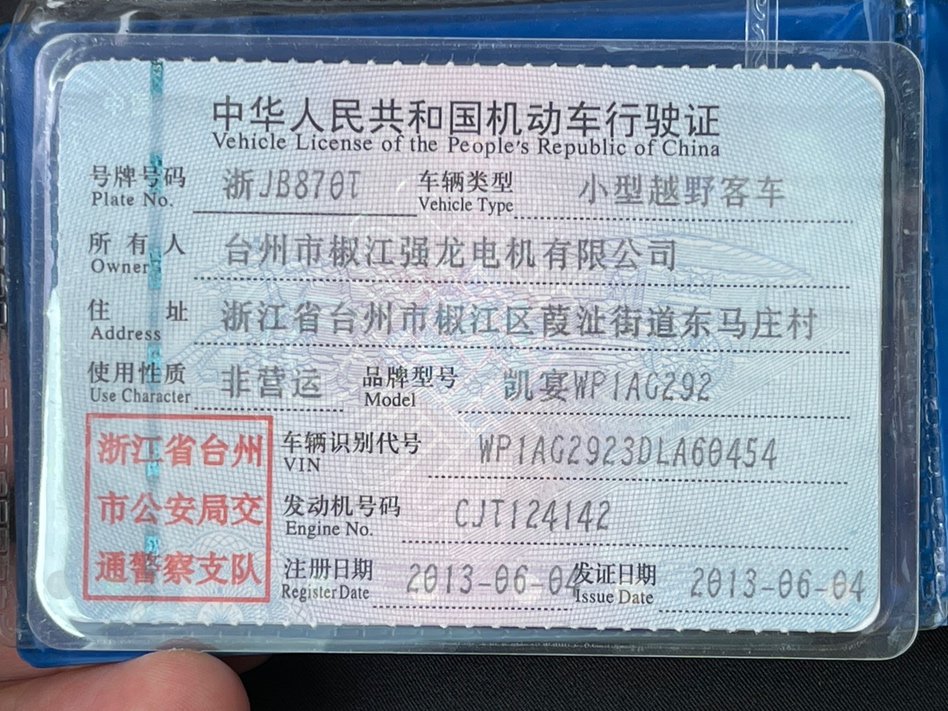 中华人民共和国机动车行驶证
Vehicle License of the People's Republic of China
号牌号码 浙JB870T 车辆类型 小型越野客车
Plate No. Vehicle Type
所有人 台州市椒江强龙电机有限公司
Owner
住址 浙江省台州市椒江区葭沚街道东马庄村
Address
使用性质 非营运 品牌型号 凯宴WP1AG292
Use Character Model
浙江省台州
市公安局交
通警察支队
车辆识别代号 WP1AG2923DLA60454
VIN
发动机号码 CJT124142
Engine No.
注册日期 2013-06-04 发证日期 2013-06-04
Register Date Issue Date